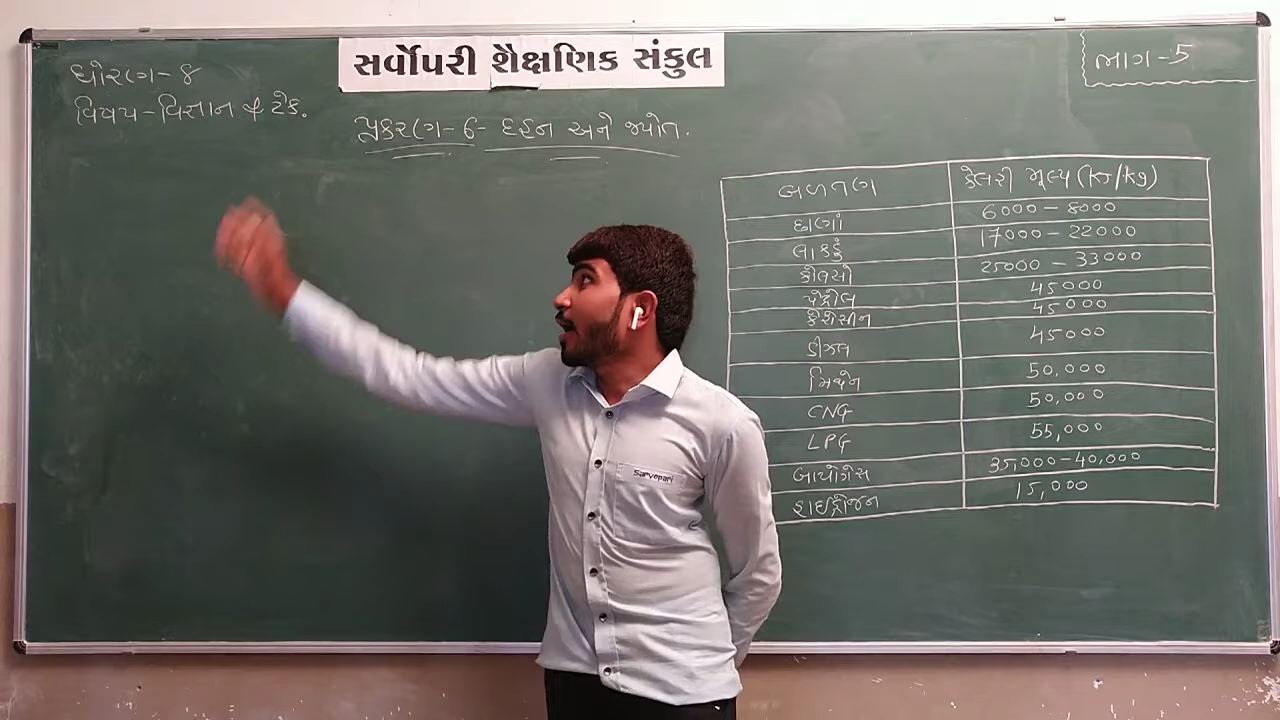 સર્વોપરી શૈક્ષણિક સંકુલ
ધોરણ-૪
વિષય-વિજ્ઞાન & ટેક.
ભાગ-5
પ્રકરણ-6- દહન અને જ્યોત.
બળતણ કેલરી મૂલ્ય (KJ/kg)
છાણાં 6000-8000
લાકડું 17000-22000
કોલસો 25000-33000
પેટ્રોલ 45000
કેરોસીન 45000
ડીઝલ 45000
મિથેન 50,000
CNG 50,000
LPG 55,000
બાયોગેસ 35,000-40,000
હાઇડ્રોજન 15,000
Sarvopari